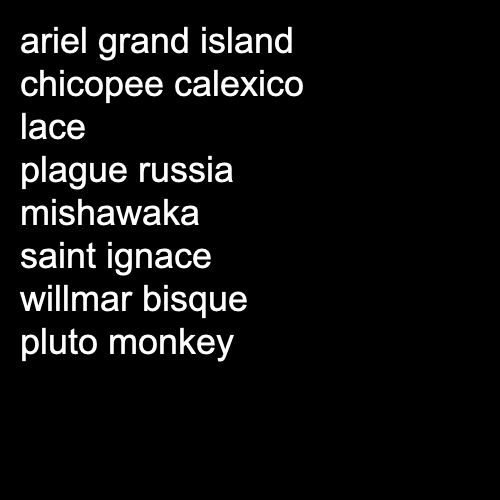 ariel grand island
chicopee calexico
lace
plague russia
mishawaka
saint ignace
willmar bisque
pluto monkey